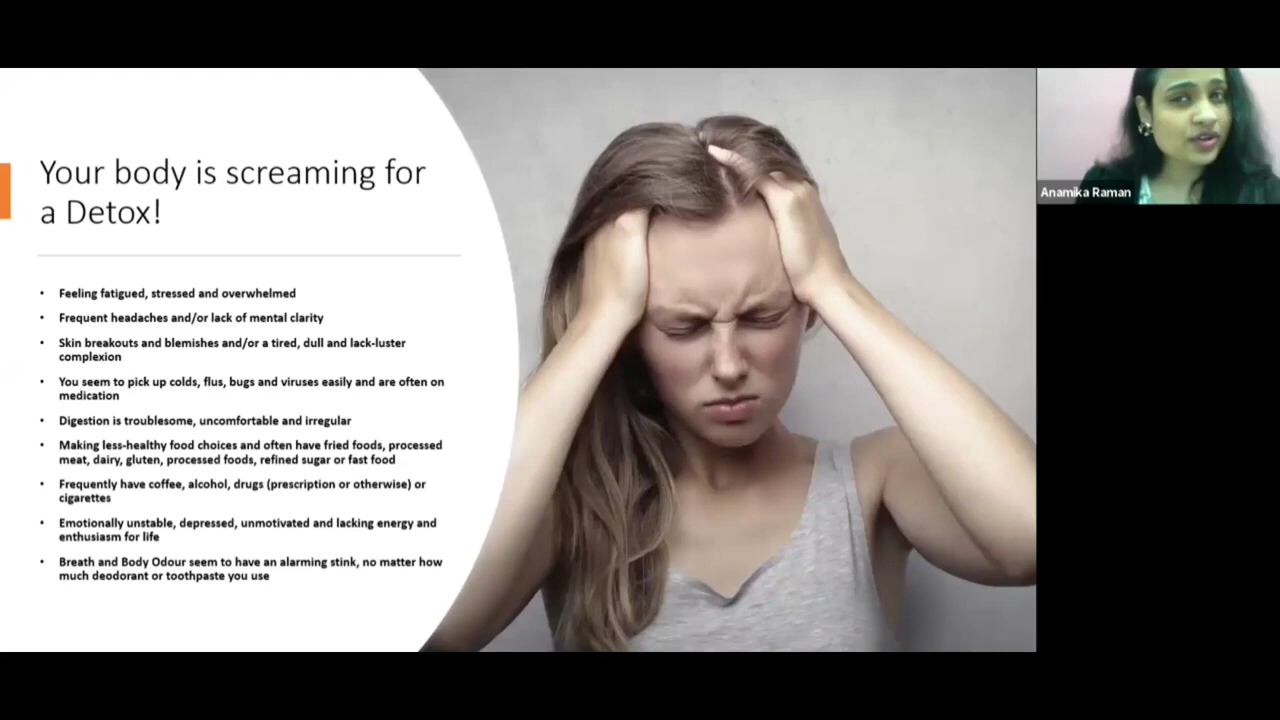 Your body is screaming for
a Detox!
• Feeling fatigued, stressed and overwhelmed
• Frequent headaches and/or lack of mental clarity
• Skin breakouts and blemishes and/or a tired, dull and lack-luster
complexion
• You seem to pick up colds, flus, bugs and viruses easily and are often on
medication
• Digestion is troublesome, uncomfortable and irregular
• Making less-healthy food choices and often have fried foods, processed
meat, dairy, gluten, processed foods, refined sugar or fast food
• Frequently have coffee, alcohol, drugs (prescription or otherwise) or
cigarettes
• Emotionally unstable, depressed, unmotivated and lacking energy and
enthusiasm for life
• Breath and Body Odour seem to have an alarming stink, no matter how
much deodorant or toothpaste you use
Anamika Raman